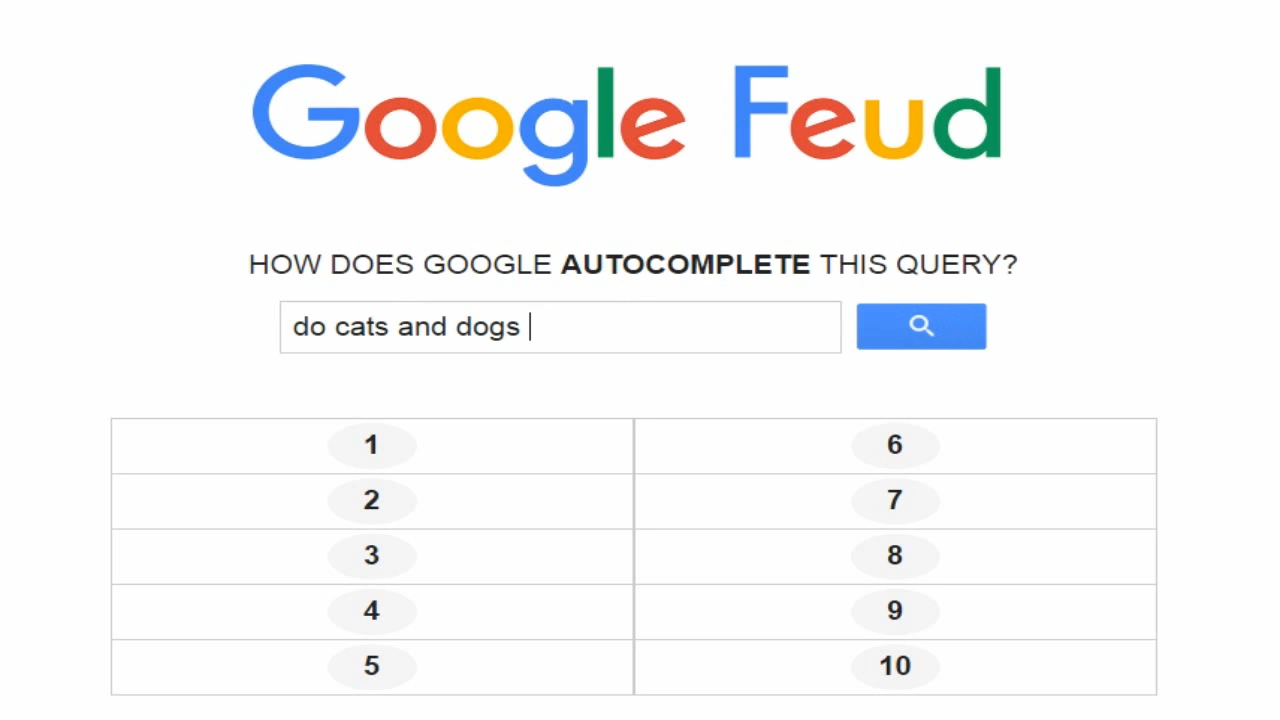 Google Feud
HOW DOES GOOGLE AUTOCOMPLETE THIS QUERY?
do cats and dogs
1 6
2 7
3 8
4 9
5 10